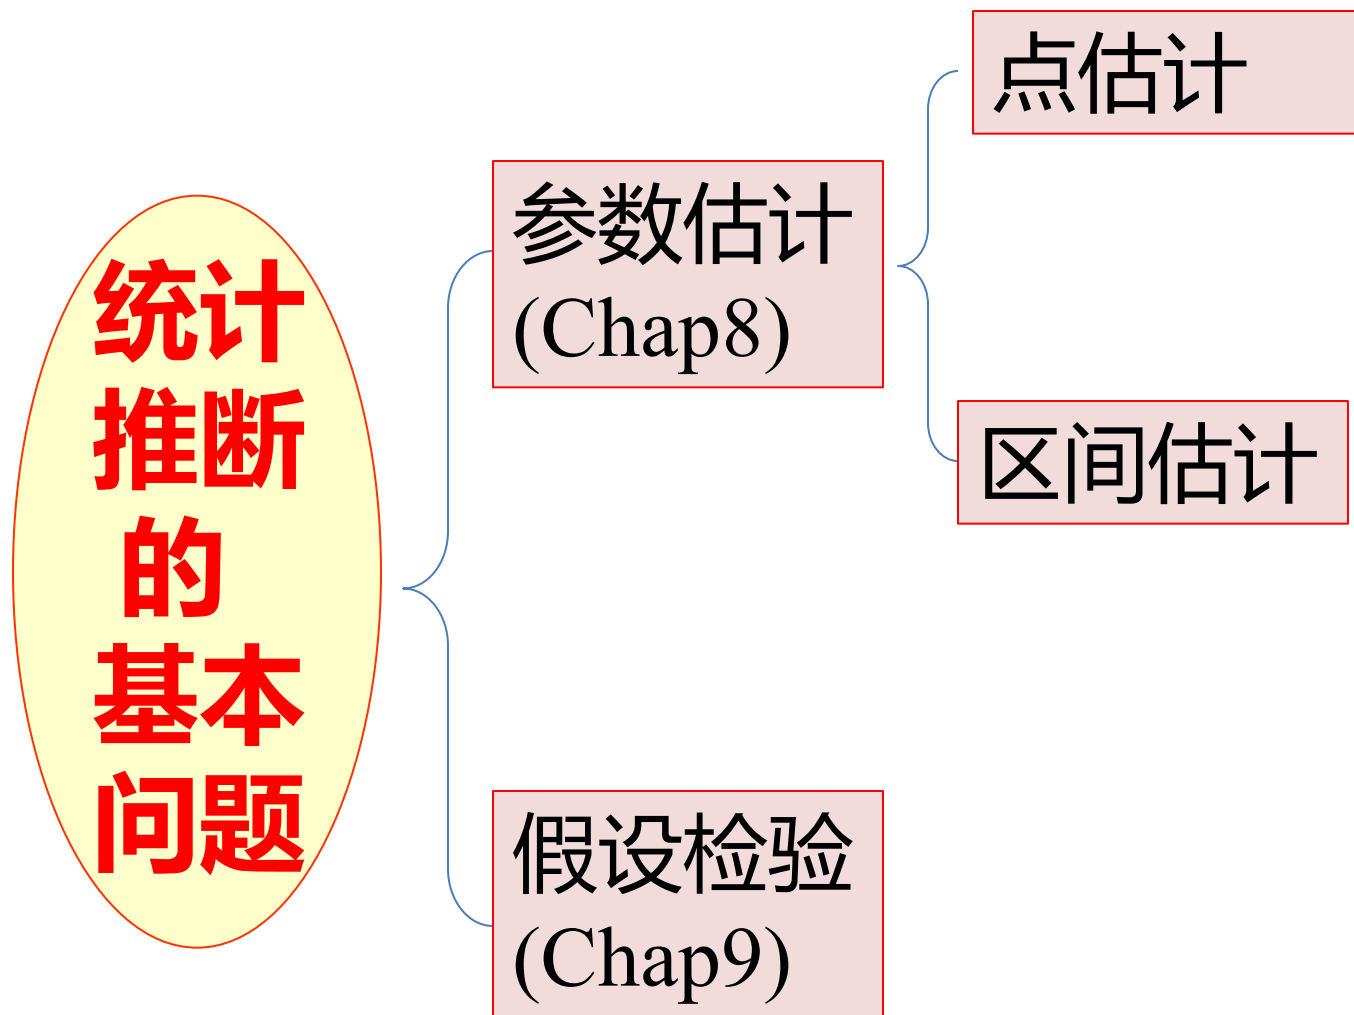 统计
推断
的
基本
问题
参数估计
(Chap8)
点估计
区间估计
假设检验
(Chap9)